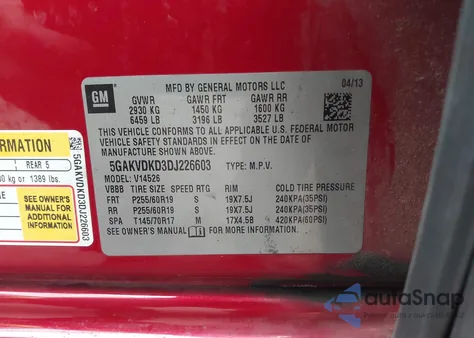 MFD BY GENERAL MOTORS LLC 04/13
GM
GVWR GAWR FRT GAWR RR
2930 KG 1450 KG 1600 KG
6459 LB 3196 LB 3527 LB
THIS VEHICLE CONFORMS TO ALL APPLICABLE U.S. FEDERAL MOTOR
VEHICLE SAFETY, BUMPER, AND THEFT PREVENTION
STANDARDS IN EFFECT ON THE DATE OF MANUFACTURE SHOWN ABOVE.
5GAKVDKD3DJ226603 TYPE: M.P.V.
MODEL: V14526
VBBB TIRE SIZE SPEED RIM COLD TIRE PRESSURE
FRT P255/60R19 S 19X7.5J 240KPA(35PSI)
RR P255/60R19 S 19X7.5J 240KPA(35PSI)
SPA T145/70R17 M 17X4.5B 420KPA(60PSI)
SEE OWNER'S MANUAL FOR MORE INFORMATION
REAR 5
kg or 1389 lbs.
SEE OWNER'S
MANUAL FOR
ADDITIONAL
INFORMATION
5GAKVDKD3DJ226603
autoSnap